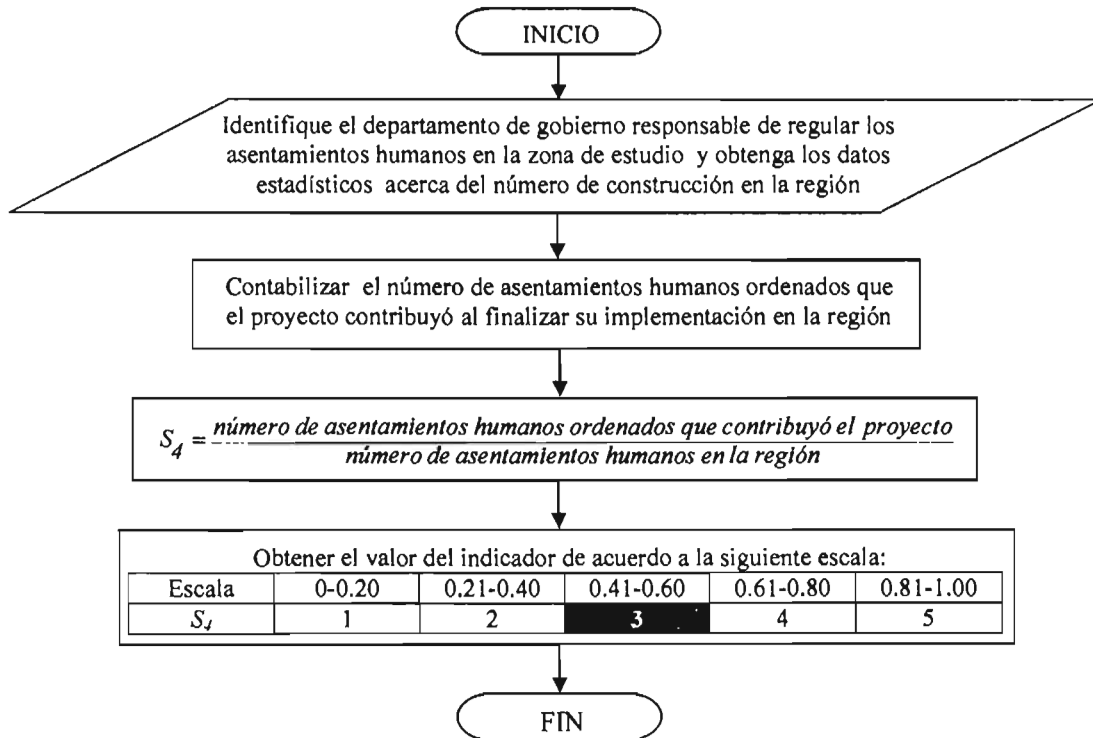 INICIO
Identifique el departamento de gobierno responsable de regular los
asentamientos humanos en la zona de estudio y obtenga los datos
estadísticos acerca del número de construcción en la región
Contabilizar el número de asentamientos humanos ordenados que
el proyecto contribuyó al finalizar su implementación en la región
S4 = número de asentamientos humanos ordenados que contribuyó el proyecto
número de asentamientos humanos en la región
Obtener el valor del indicador de acuerdo a la siguiente escala:
Escala 0-0.20 0.21-0.40 0.41-0.60 0.61-0.80 0.81-1.00
S4 1 2 3 4 5
FIN